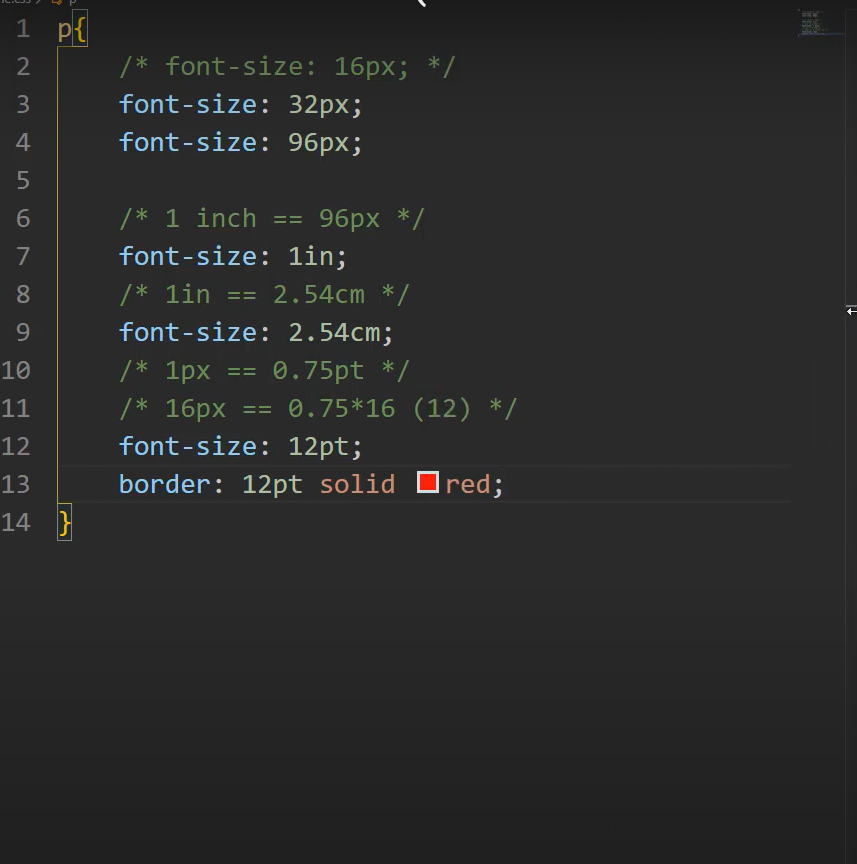 1 p{
2 /* font-size: 16px; */
3 font-size: 32px;
4 font-size: 96px;
5
6 /* 1 inch == 96px */
7 font-size: 1in;
8 /* 1in == 2.54cm */
9 font-size: 2.54cm;
10 /* 1px == 0.75pt */
11 /* 16px == 0.75*16 (12) */
12 font-size: 12pt;
13 border: 12pt solid red;
14 }